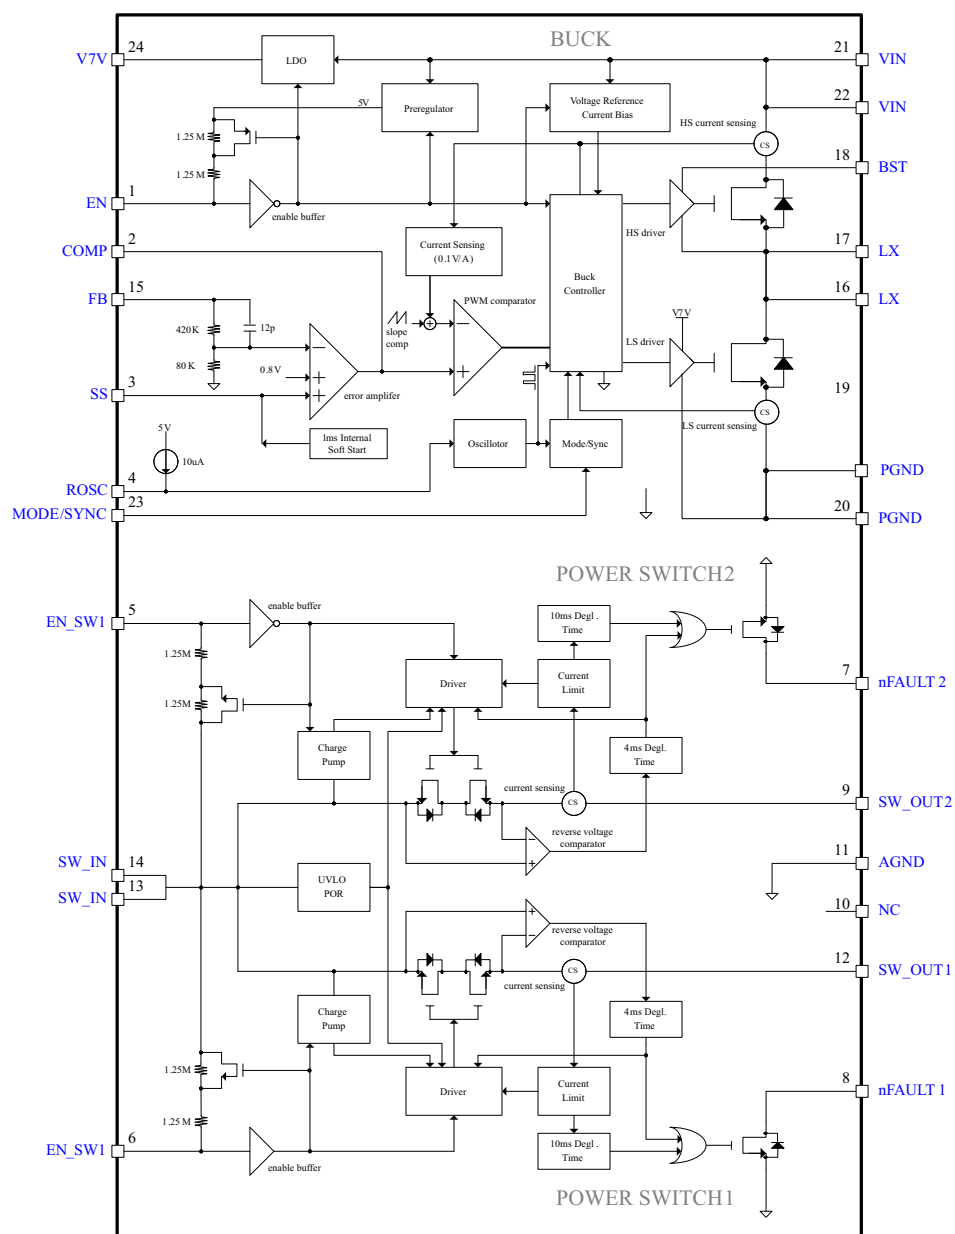 BUCK
24
V7V
21
VIN
LDO
22
VIN
5V
Preregulator
Voltage Reference
Current Bias
HS current sensing
CS
1.25 M
1.25 M
18
BST
1
EN
enable buffer
HS driver
2
COMP
Current Sensing
(0.1V/A)
Buck
Controller
17
LX
15
FB
16
LX
PWM comparator
slope
comp
V7V
420K
12p
LS driver
80K
0.8V
error amplifer
3
SS
19
CS
LS current sensing
1ms Internal
Soft Start
Oscillotor
Mode/Sync
5V
10uA
4
ROSC
PGND
23
MODE/SYNC
20
PGND
POWER SWITCH2
5
EN_SW1
enable buffer
10ms Degl .
Time
1.25M
1.25M
Driver
Current
Limit
7
nFAULT 2
Charge
Pump
4ms Degl.
Time
current sensing
CS
9
SW_OUT2
reverse voltage
comparator
14
SW_IN
13
SW_IN
UVLO
POR
11
AGND
10
NC
reverse voltage
comparator
12
SW_OUT1
CS
current sensing
Charge
Pump
4ms Degl.
Time
1.25M
Driver
Current
Limit
8
nFAULT 1
1.25 M
6
EN_SW1
enable buffer
10ms Degl .
Time
POWER SWITCH1